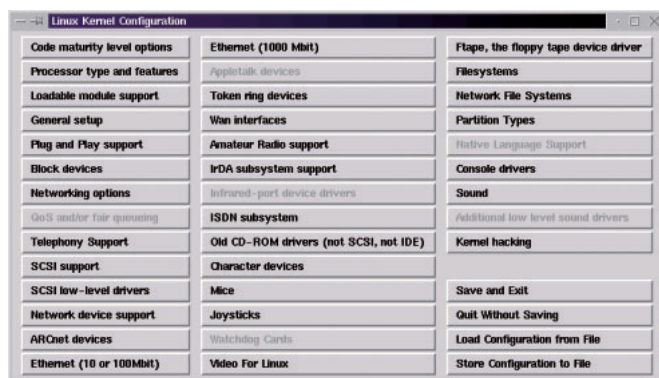 Linux Kernel Configuration
Code maturity level options
Processor type and features
Loadable module support
General setup
Plug and Play support
Block devices
Networking options
QoS and/or fair queueing
Telephony Support
SCSI support
SCSI low-level drivers
Network device support
ARCnet devices
Ethernet (10 or 100Mbit)
Ethernet (1000 Mbit)
Appletalk devices
Token ring devices
Wan interfaces
Amateur Radio support
IrDA subsystem support
Infrared-port device drivers
ISDN subsystem
Old CD-ROM drivers (not SCSI, not IDE)
Character devices
Mice
Joysticks
Watchdog Cards
Video For Linux
Ftape, the floppy tape device driver
Filesystems
Network File Systems
Partition Types
Native Language Support
Console drivers
Sound
Additional low level sound drivers
Kernel hacking
Save and Exit
Quit Without Saving
Load Configuration from File
Store Configuration to File